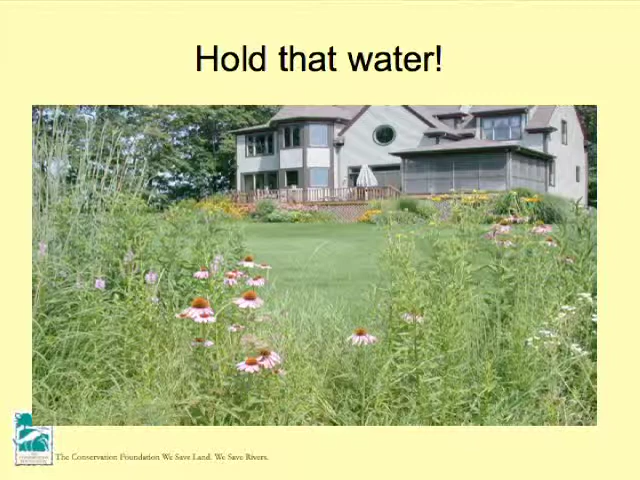 Hold that water!
The Conservation Foundation We Save Land. We Save Rivers.